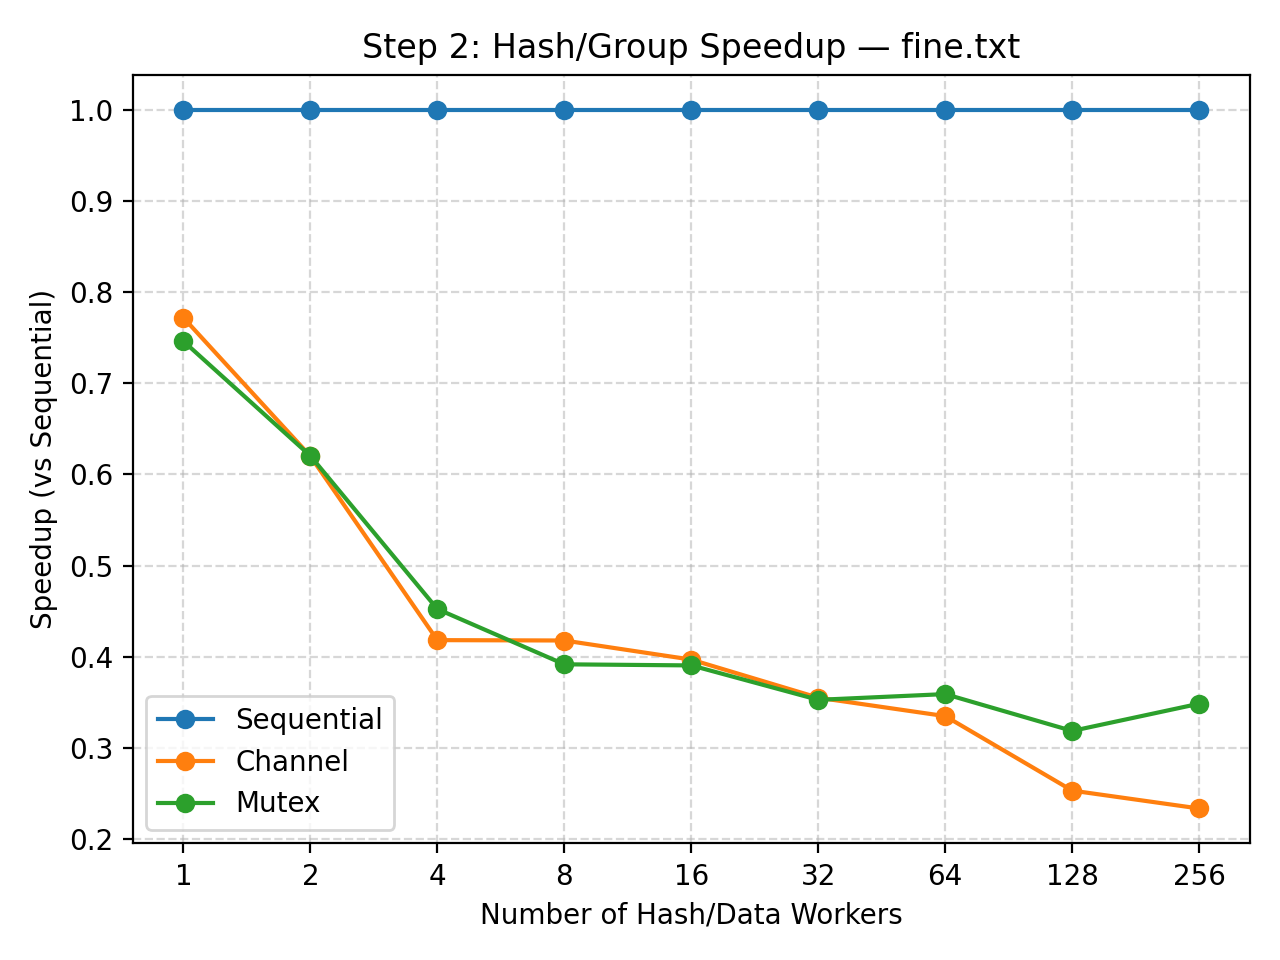 Step 2: Hash/Group Speedup — fine.txt
Speedup (vs Sequential)
1.0
0.9
0.8
0.7
0.6
0.5
0.4
0.3
0.2
Sequential
Channel
Mutex
1 2 4 8 16 32 64 128 256
Number of Hash/Data Workers